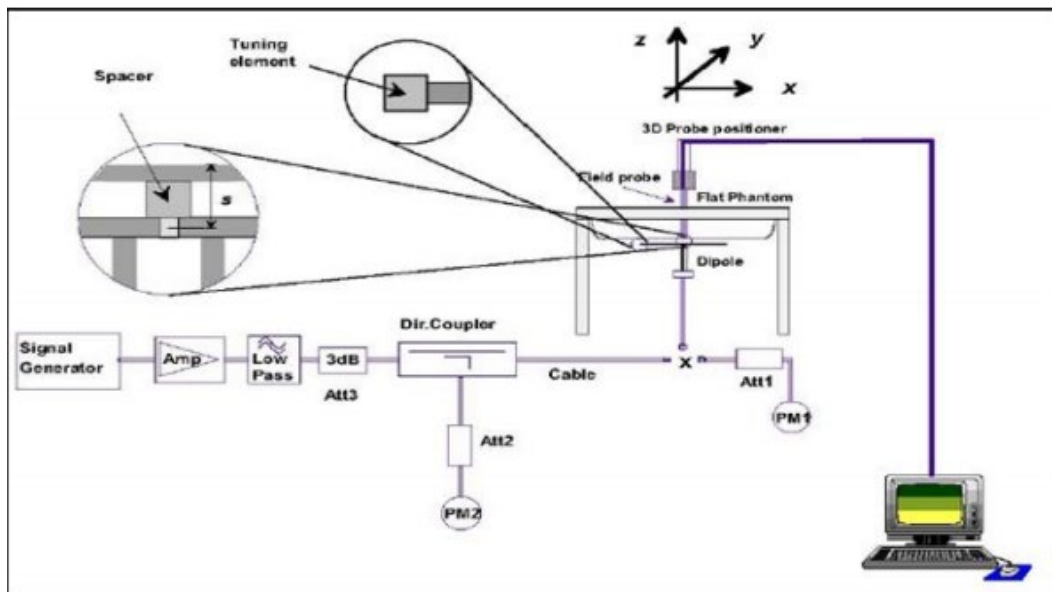 Tuning
element
Spacer
s
z
y
x
3D Probe positioner
Field probe
Flat Phantom
Dipole
Signal
Generator
Amp
Low
Pass
3dB
Att3
Dir.Coupler
Cable
x
Att1
PM1
Att2
PM2